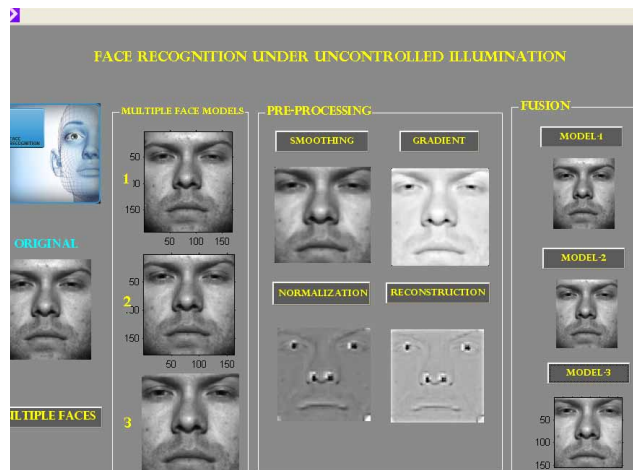 FACE RECOGNITION UNDER UNCONTROLLED ILLUMINATION
RECOGNITION
ORIGINAL
ILTIPLE FACES
MULTIPLE FACE MODELS
1
50
150
50 100 150
2
50
150
50 100 150
3
PRE-PROCESSING
SMOOTHING
GRADIENT
NORMALIZATION
RECONSTRUCTION
FUSION
MODEL-1
MODEL-2
MODEL-3
50
100
150